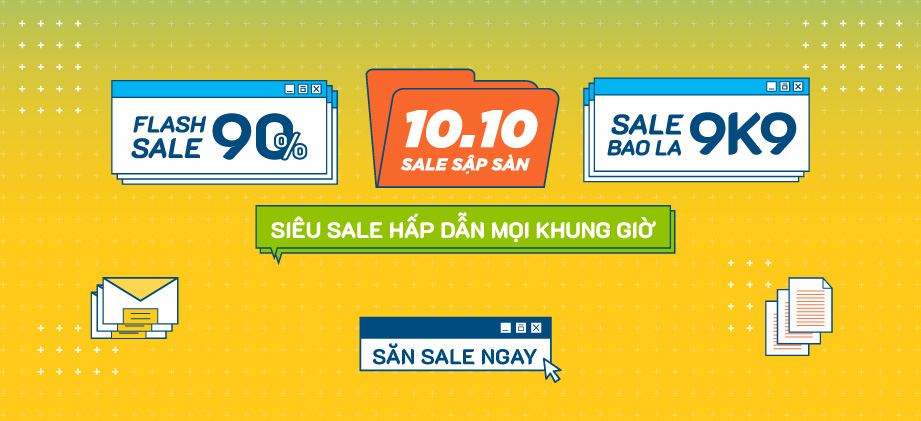 FLASH
SALE 90%
10.10
SALE SẬP SÀN
SALE
BAO LA 9K9
SIÊU SALE HẤP DẪN MỌI KHUNG GIỜ
SĂN SALE NGAY